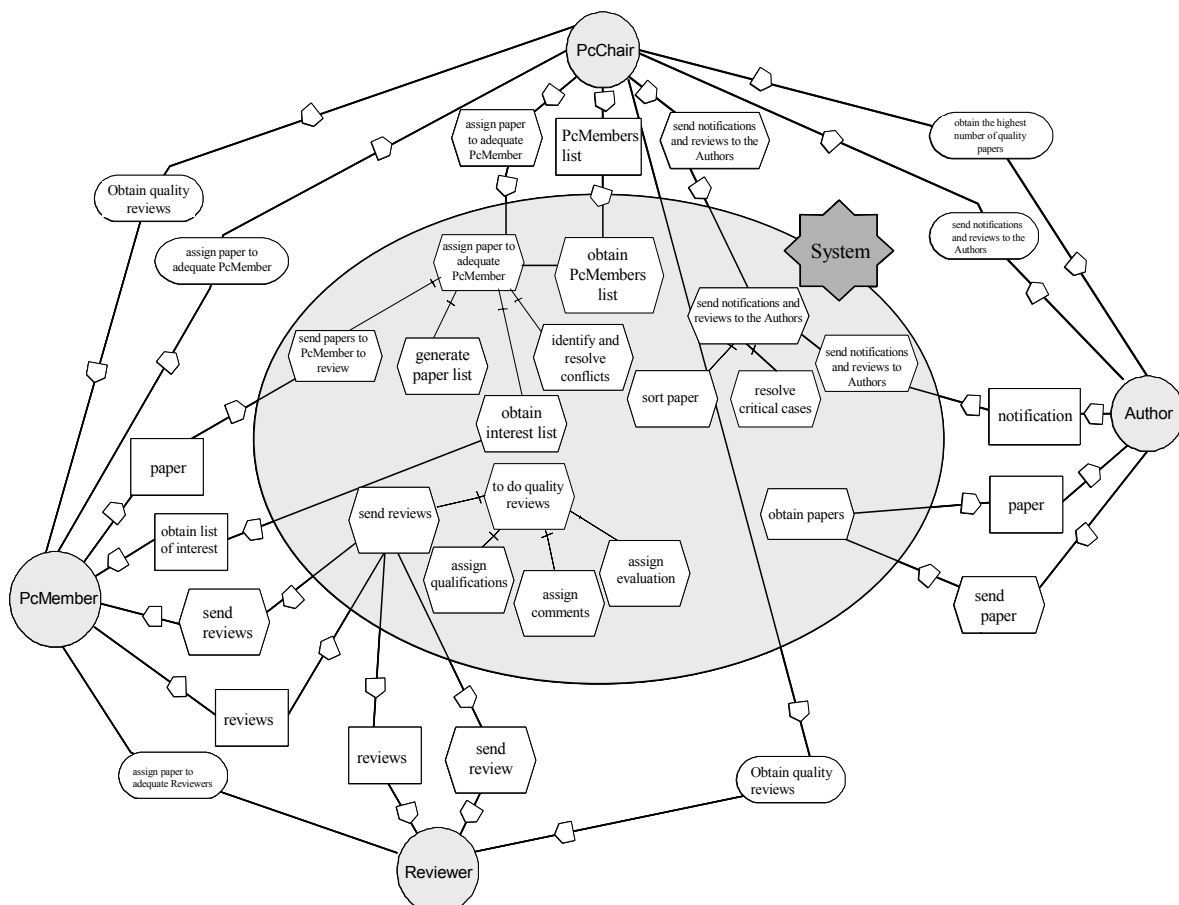 PcChair
assign paper
to adequate
PcMember
PcMembers
list
send notifications
and reviews to the
Authors
obtain the highest
number of quality
papers
Obtain quality
reviews
assign paper to
adequate PcMember
send notifications
and reviews to the
Authors
System
assign paper to
adequate
PcMember
obtain
PcMembers
list
send notifications and
reviews to the Authors
send papers to
PcMember to
review
generate
paper list
identify and
resolve
conflicts
send notifications
and reviews to
Authors
sort paper
resolve
critical cases
obtain
interest list
notification
Author
paper
to do quality
reviews
send reviews
obtain papers
paper
obtain list
of interest
assign
qualifications
assign
comments
assign
evaluation
PcMember
send
reviews
send
paper
reviews
reviews
send
review
assign paper to
adequate Reviewers
Obtain quality
reviews
Reviewer